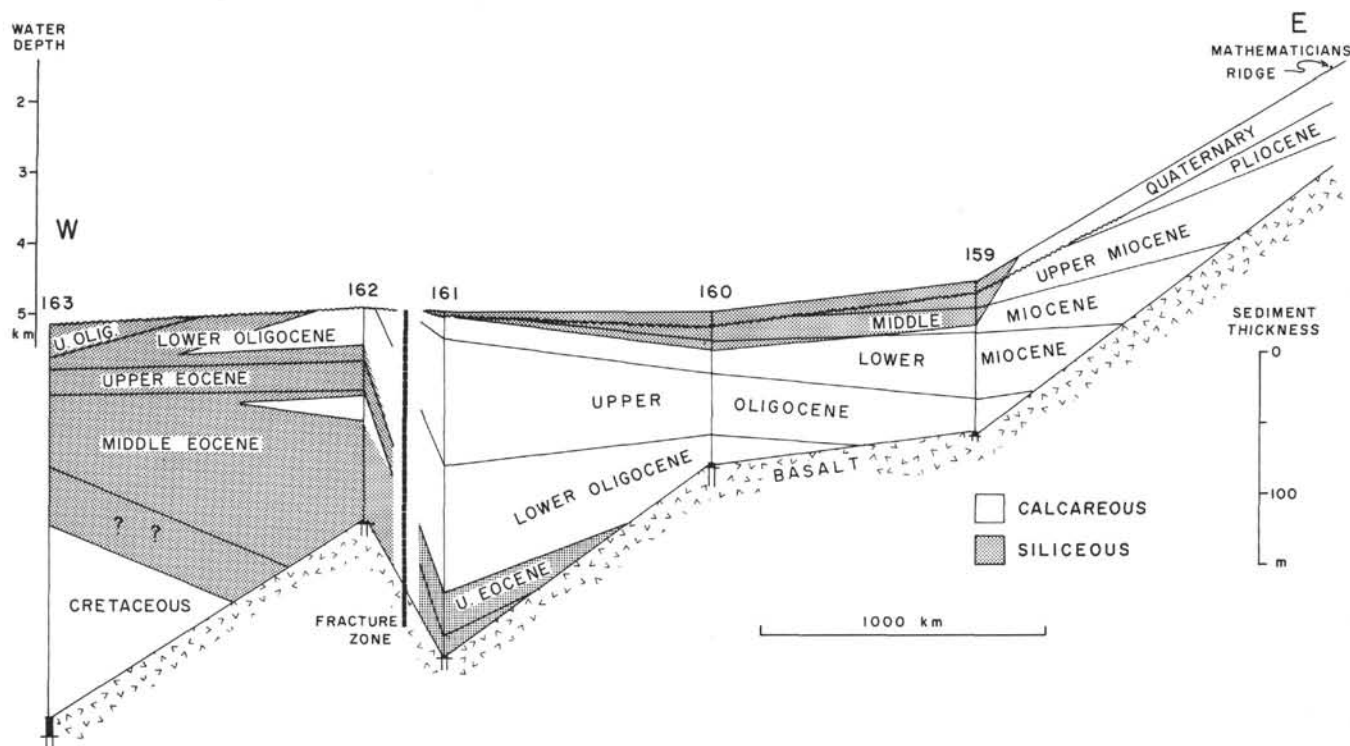 WATER
DEPTH
2
3
4
5
km
W
E
MATHEMATICIANS
RIDGE
163
162
161
160
159
QUATERNARY
PLIOCENE
UPPER MIOCENE
MIDDLE MIOCENE
LOWER MIOCENE
U. OLIG.
LOWER OLIGOCENE
UPPER EOCENE
MIDDLE EOCENE
? ?
CRETACEOUS
UPPER OLIGOCENE
LOWER OLIGOCENE
U. EOCENE
BASALT
FRACTURE
ZONE
CALCAREOUS
SILICEOUS
1000 km
SEDIMENT
THICKNESS
0
100
m